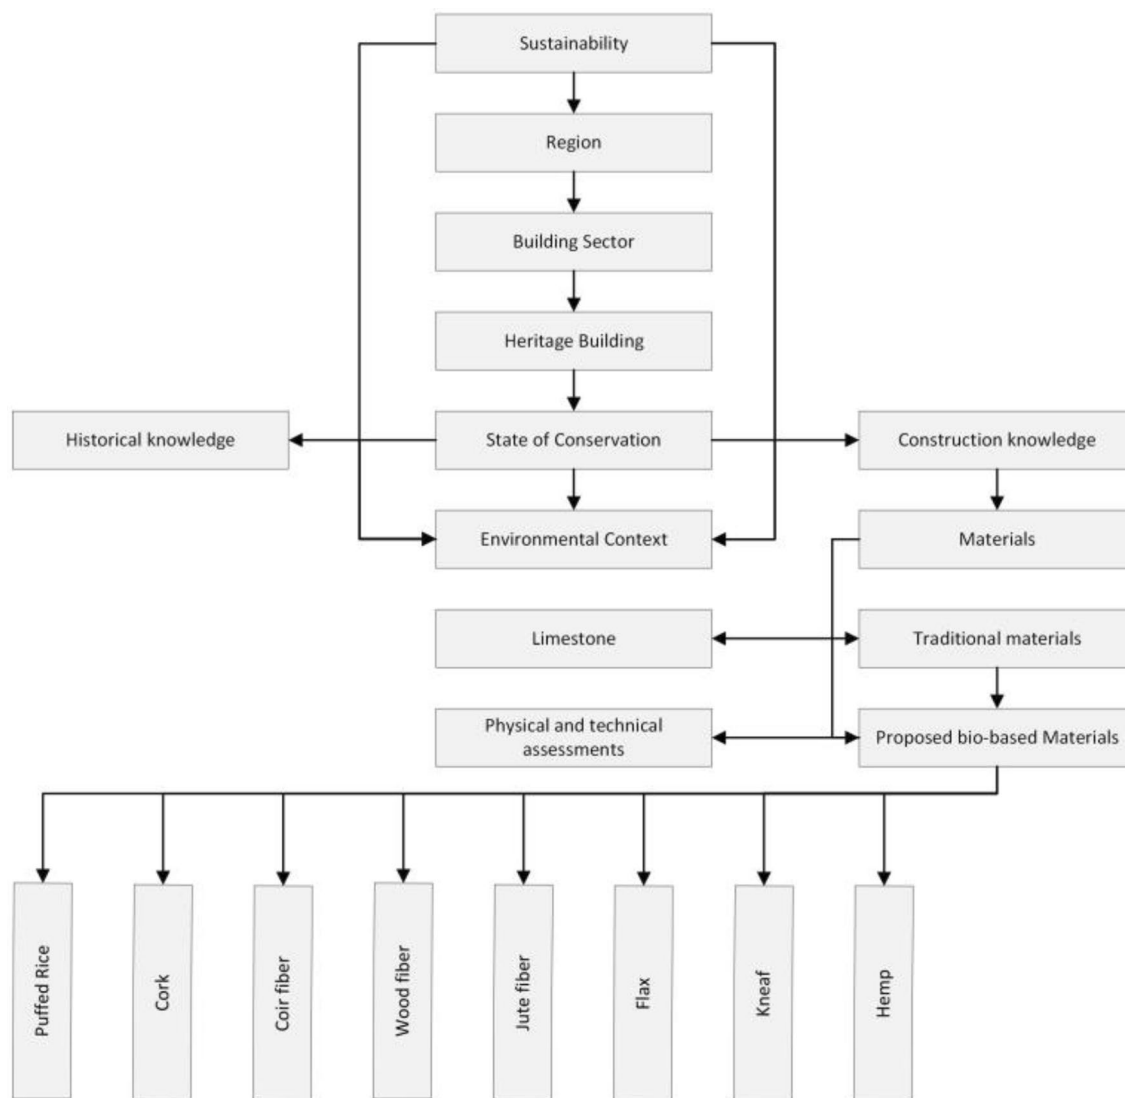 Sustainability
Region
Building Sector
Heritage Building
Historical knowledge
State of Conservation
Construction knowledge
Environmental Context
Materials
Limestone
Traditional materials
Physical and technical
assessments
Proposed bio-based Materials
Puffed Rice
Cork
Coir fiber
Wood fiber
Jute fiber
Flax
Kneaf
Hemp